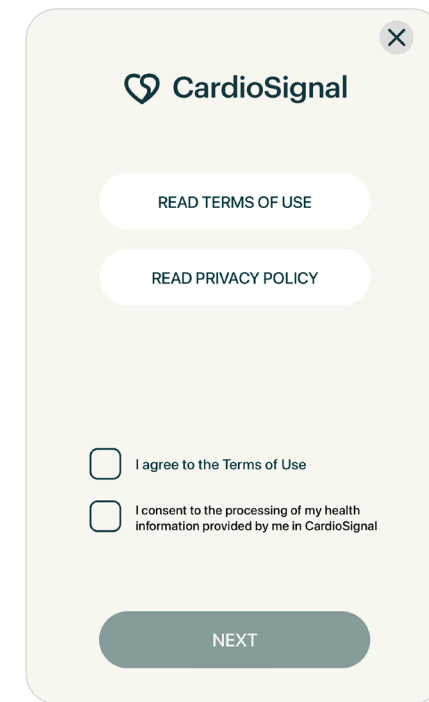 CardioSignal
READ TERMS OF USE
READ PRIVACY POLICY
I agree to the Terms of Use
I consent to the processing of my health
information provided by me in CardioSignal
NEXT